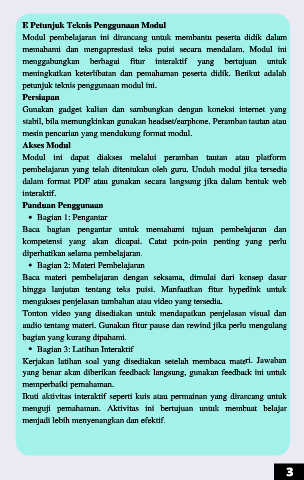 F. Petunjuk Teknis Penggunaan Modul
Modul pembelajaran ini dirancang untuk membantu peserta didik dalam
memahami dan mengapresiasi teks puisi secara mendalam. Modul ini
menggabungkan berbagai fitur interaktif yang bertujuan untuk
meningkatkan keterlibatan dan pemahaman peserta didik. Berikut adalah
petunjuk teknis penggunaan modul ini.
Persiapan
Gunakan gadget kalian dan sambungkan dengan koneksi internet yang
stabil, bila memungkinkan gunakan headset/earphone. Peramban tautan atau
mesin pencarian yang mendukung format modul.
Akses Modul
Modul ini dapat diakses melalui peramban tautan atau platform
pembelajaran yang telah ditentukan oleh guru. Unduh modul jika tersedia
dalam format PDF atau gunakan secara langsung jika dalam bentuk web
interaktif.
Panduan Penggunaan
• Bagian 1: Pengantar
Baca bagian pengantar untuk memahami tujuan pembelajaran dan
kompetensi yang akan dicapai. Catat poin-poin penting yang perlu
diperhatikan selama pembelajaran.
• Bagian 2: Materi Pembelajaran
Baca materi pembelajaran dengan seksama, dimulai dari konsep dasar
hingga lanjutan tentang teks puisi. Manfaatkan fitur hyperlink untuk
mengakses penjelasan tambahan atau video yang tersedia.
Tonton video yang disediakan untuk mendapatkan penjelasan visual dan
audio tentang materi. Gunakan fitur pause dan rewind jika perlu mengulang
bagian yang kurang dipahami.
• Bagian 3: Latihan Interaktif
Kerjakan latihan soal yang disediakan setelah membaca materi. Jawaban
yang benar akan diberikan feedback langsung, gunakan feedback ini untuk
memperbaiki pemahaman.
Ikuti aktivitas interaktif seperti kuis atau permainan yang dirancang untuk
menguji pemahaman. Aktivitas ini bertujuan untuk membuat belajar
menjadi lebih menyenangkan dan efektif.
3